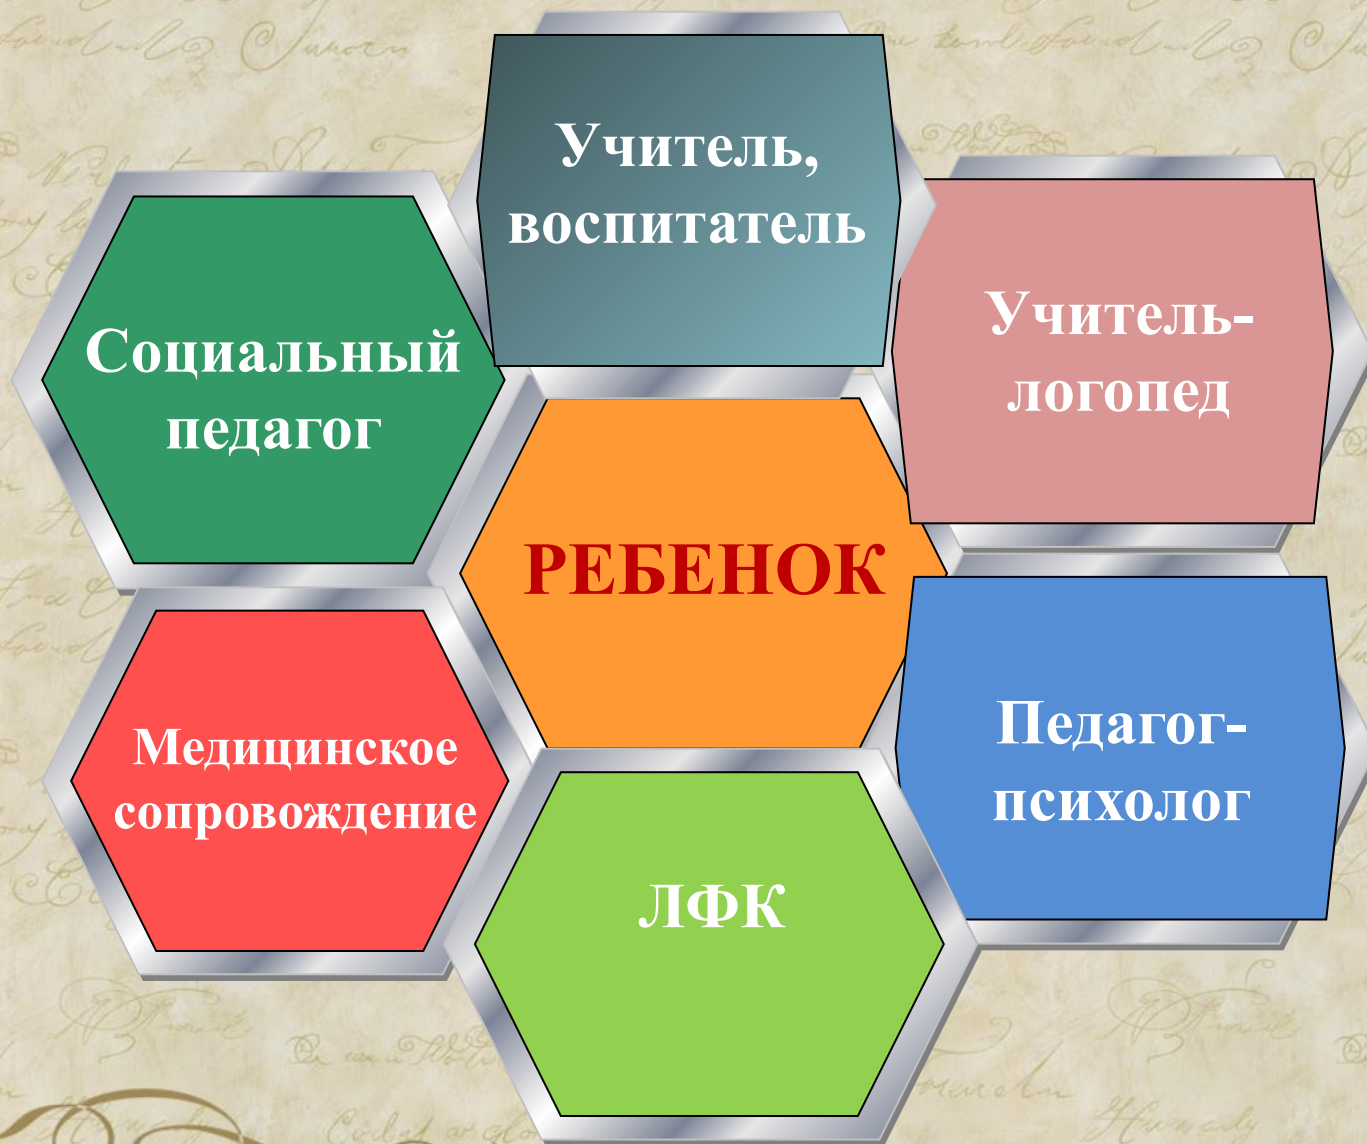 Учитель,
воспитатель
Социальный
педагог
Учитель-
логопед
РЕБЕНОК
Медицинское
сопровождение
Педагог-
психолог
ЛФК